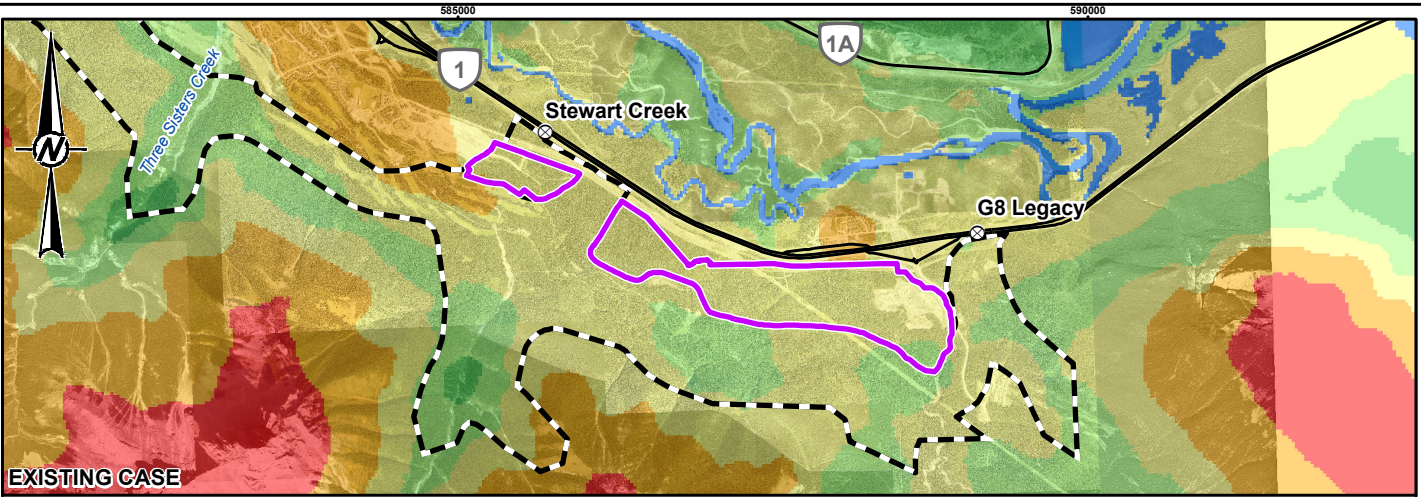 585000 590000
1
1A
Three Sisters Creek
N
Stewart Creek
G8 Legacy
EXISTING CASE